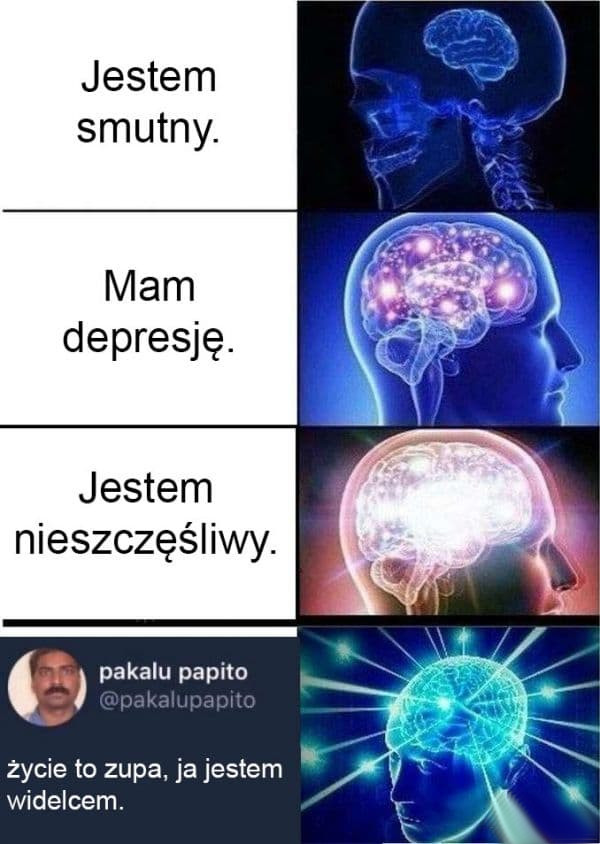 Jestem
smutny.
Mam
depresję.
Jestem
nieszczęśliwy.
pakalu papito
@pakalupapito
życie to zupa, ja jestem
widelcem.